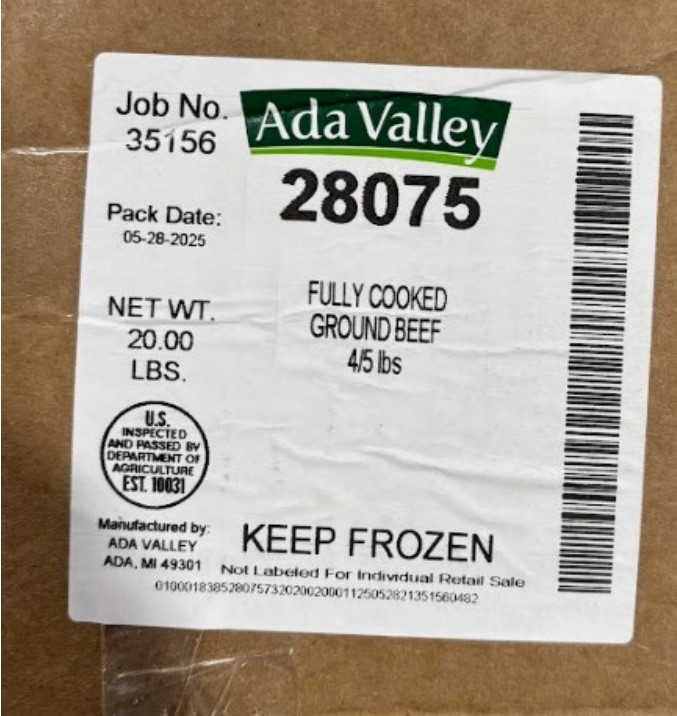 Job No.
35156
Ada Valley
28075
Pack Date:
05-28-2025
NET WT.
20.00
LBS.
FULLY COOKED
GROUND BEEF
4/5 lbs
U.S.
INSPECTED
AND PASSED BY
DEPARTMENT OF
AGRICULTURE
EST. 10031
Manufactured by:
ADA VALLEY
ADA, MI 49301
KEEP FROZEN
Not Labeled For Individual Retail Sale
01000183852807573202002000112505282135156​0482